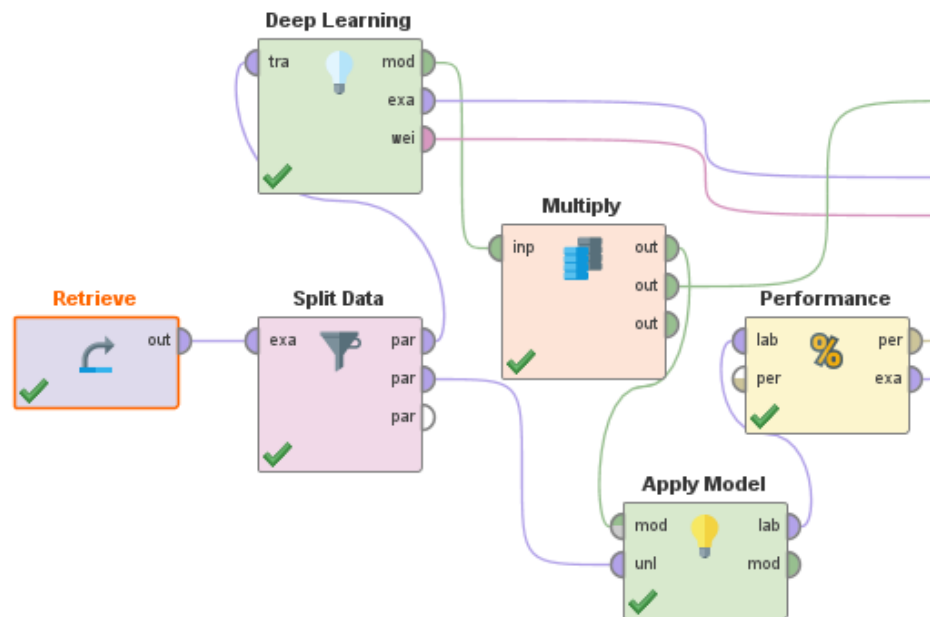 Deep Learning
tra mod
exa
wei
Multiply
inp out
out
out
Retrieve
out
Split Data
exa par
par
par
Performance
lab per
per exa
%
Apply Model
mod lab
unl mod